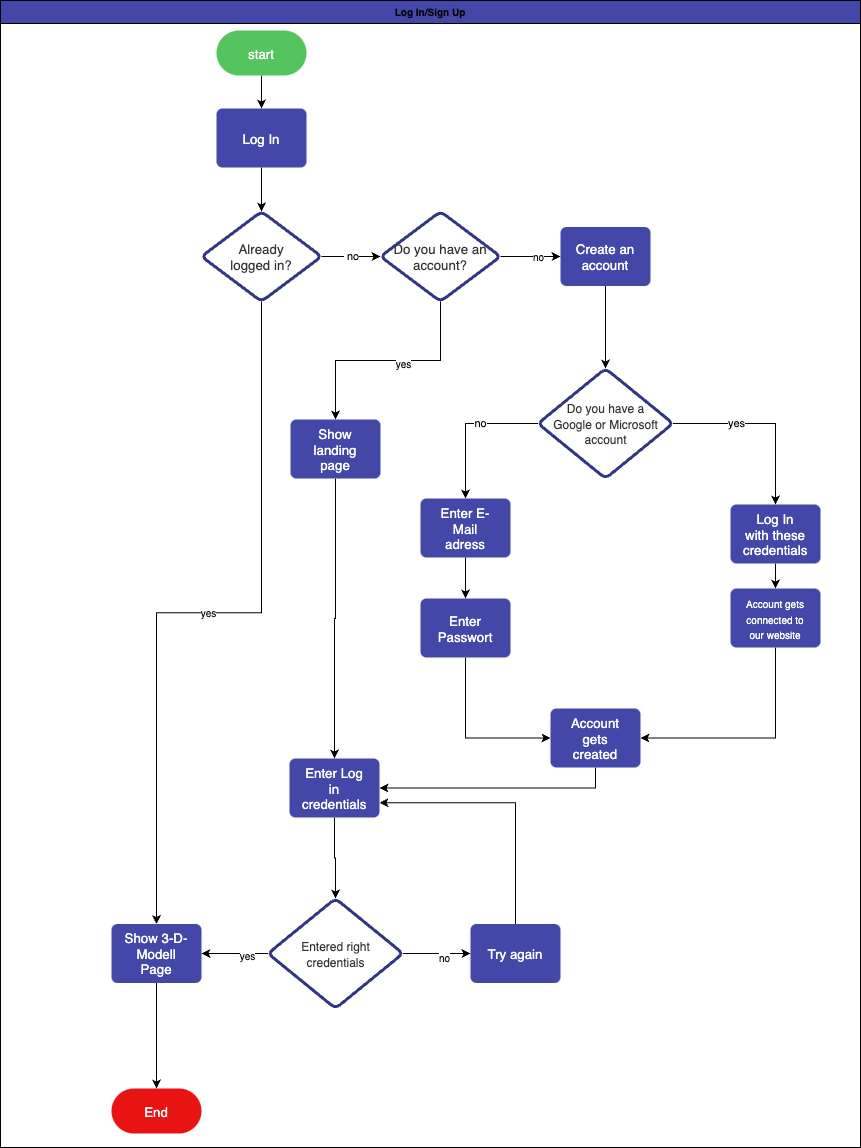 Log In/Sign Up
start
Log In
Already
logged in?
no
Do you have an
account?
no
Create an
account
yes
Do you have a
Google or Microsoft
account
no
yes
Show
landing
page
Enter E-
Mail
adress
Log In
with these
credentials
Enter
Passwort
Account gets
connected to
our website
yes
Account
gets
created
Enter Log
in
credentials
Show 3-D-
Modell
Page
yes
Entered right
credentials
no
Try again
End